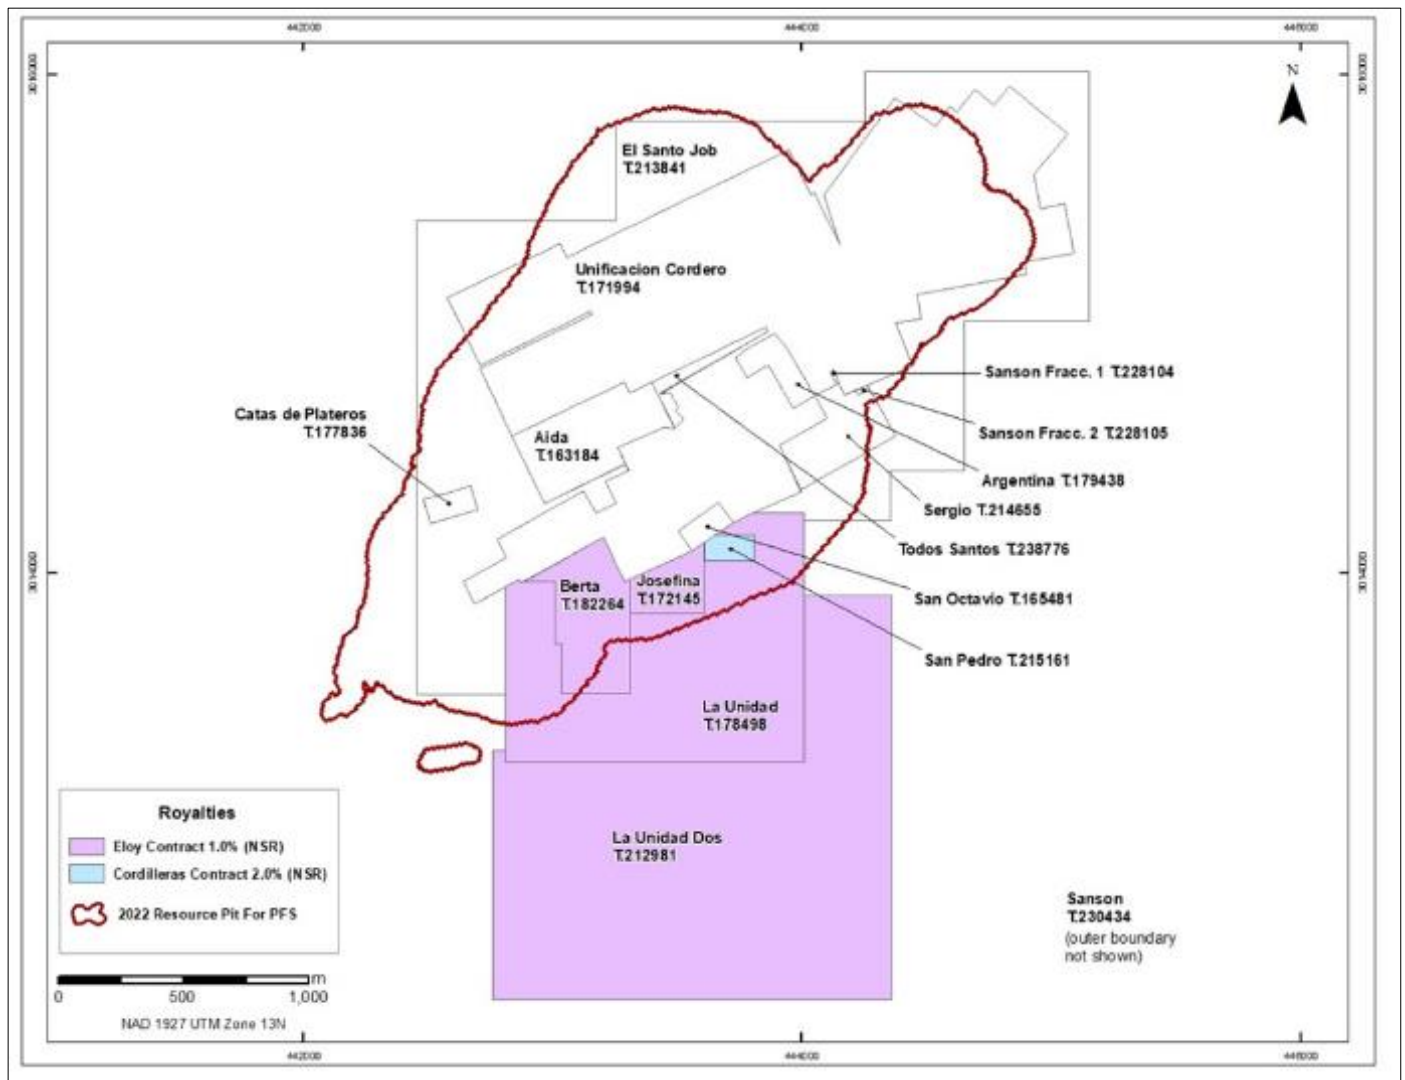 442000
444000
446000
3016000
3016000
N
El Santo Job
T.213841
Unificacion Cordero
T.171994
Sanson Fracc. 1 T.228104
Catas de Plateros
T.177836
Aida
T.163184
Sanson Fracc. 2 T.228105
Argentina T.179438
Sergio T.214655
Todos Santos T.238776
3014000
3014000
Berta
T.182264
Josefina
T.172145
San Octavio T.165481
San Pedro T.215161
La Unidad
T.178498
Royalties
Eloy Contract 1.0% (NSR)
Cordilleras Contract 2.0% (NSR)
2022 Resource Pit For PFS
La Unidad Dos
T.212981
Sanson
T.230434
(outer boundary
not shown)
m
0 500 1,000
NAD 1927 UTM Zone 13N
442000
444000
446000